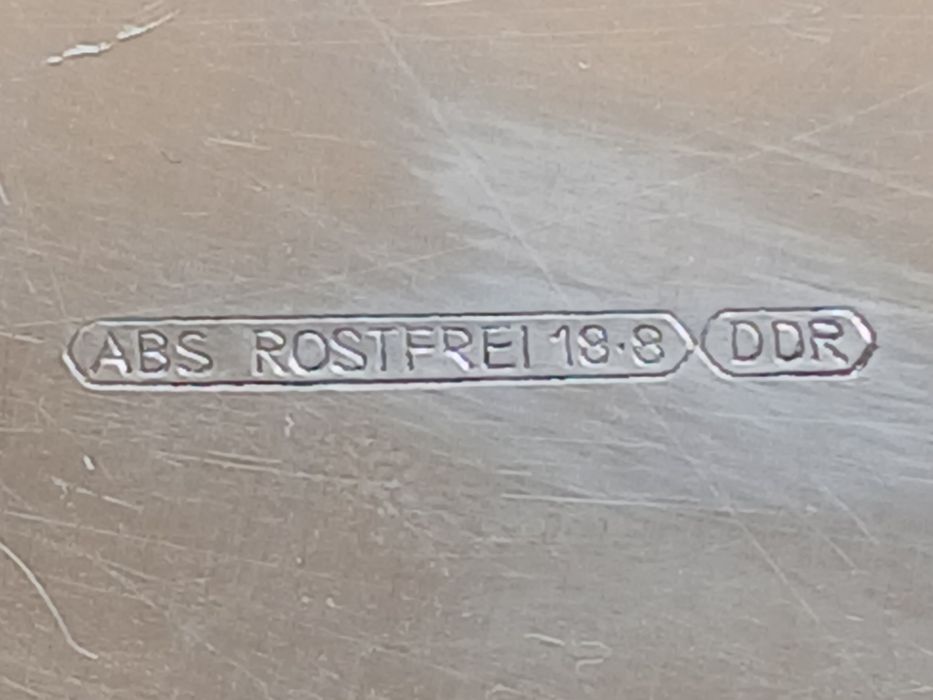 ABS ROSTFREI 18·8 DDR